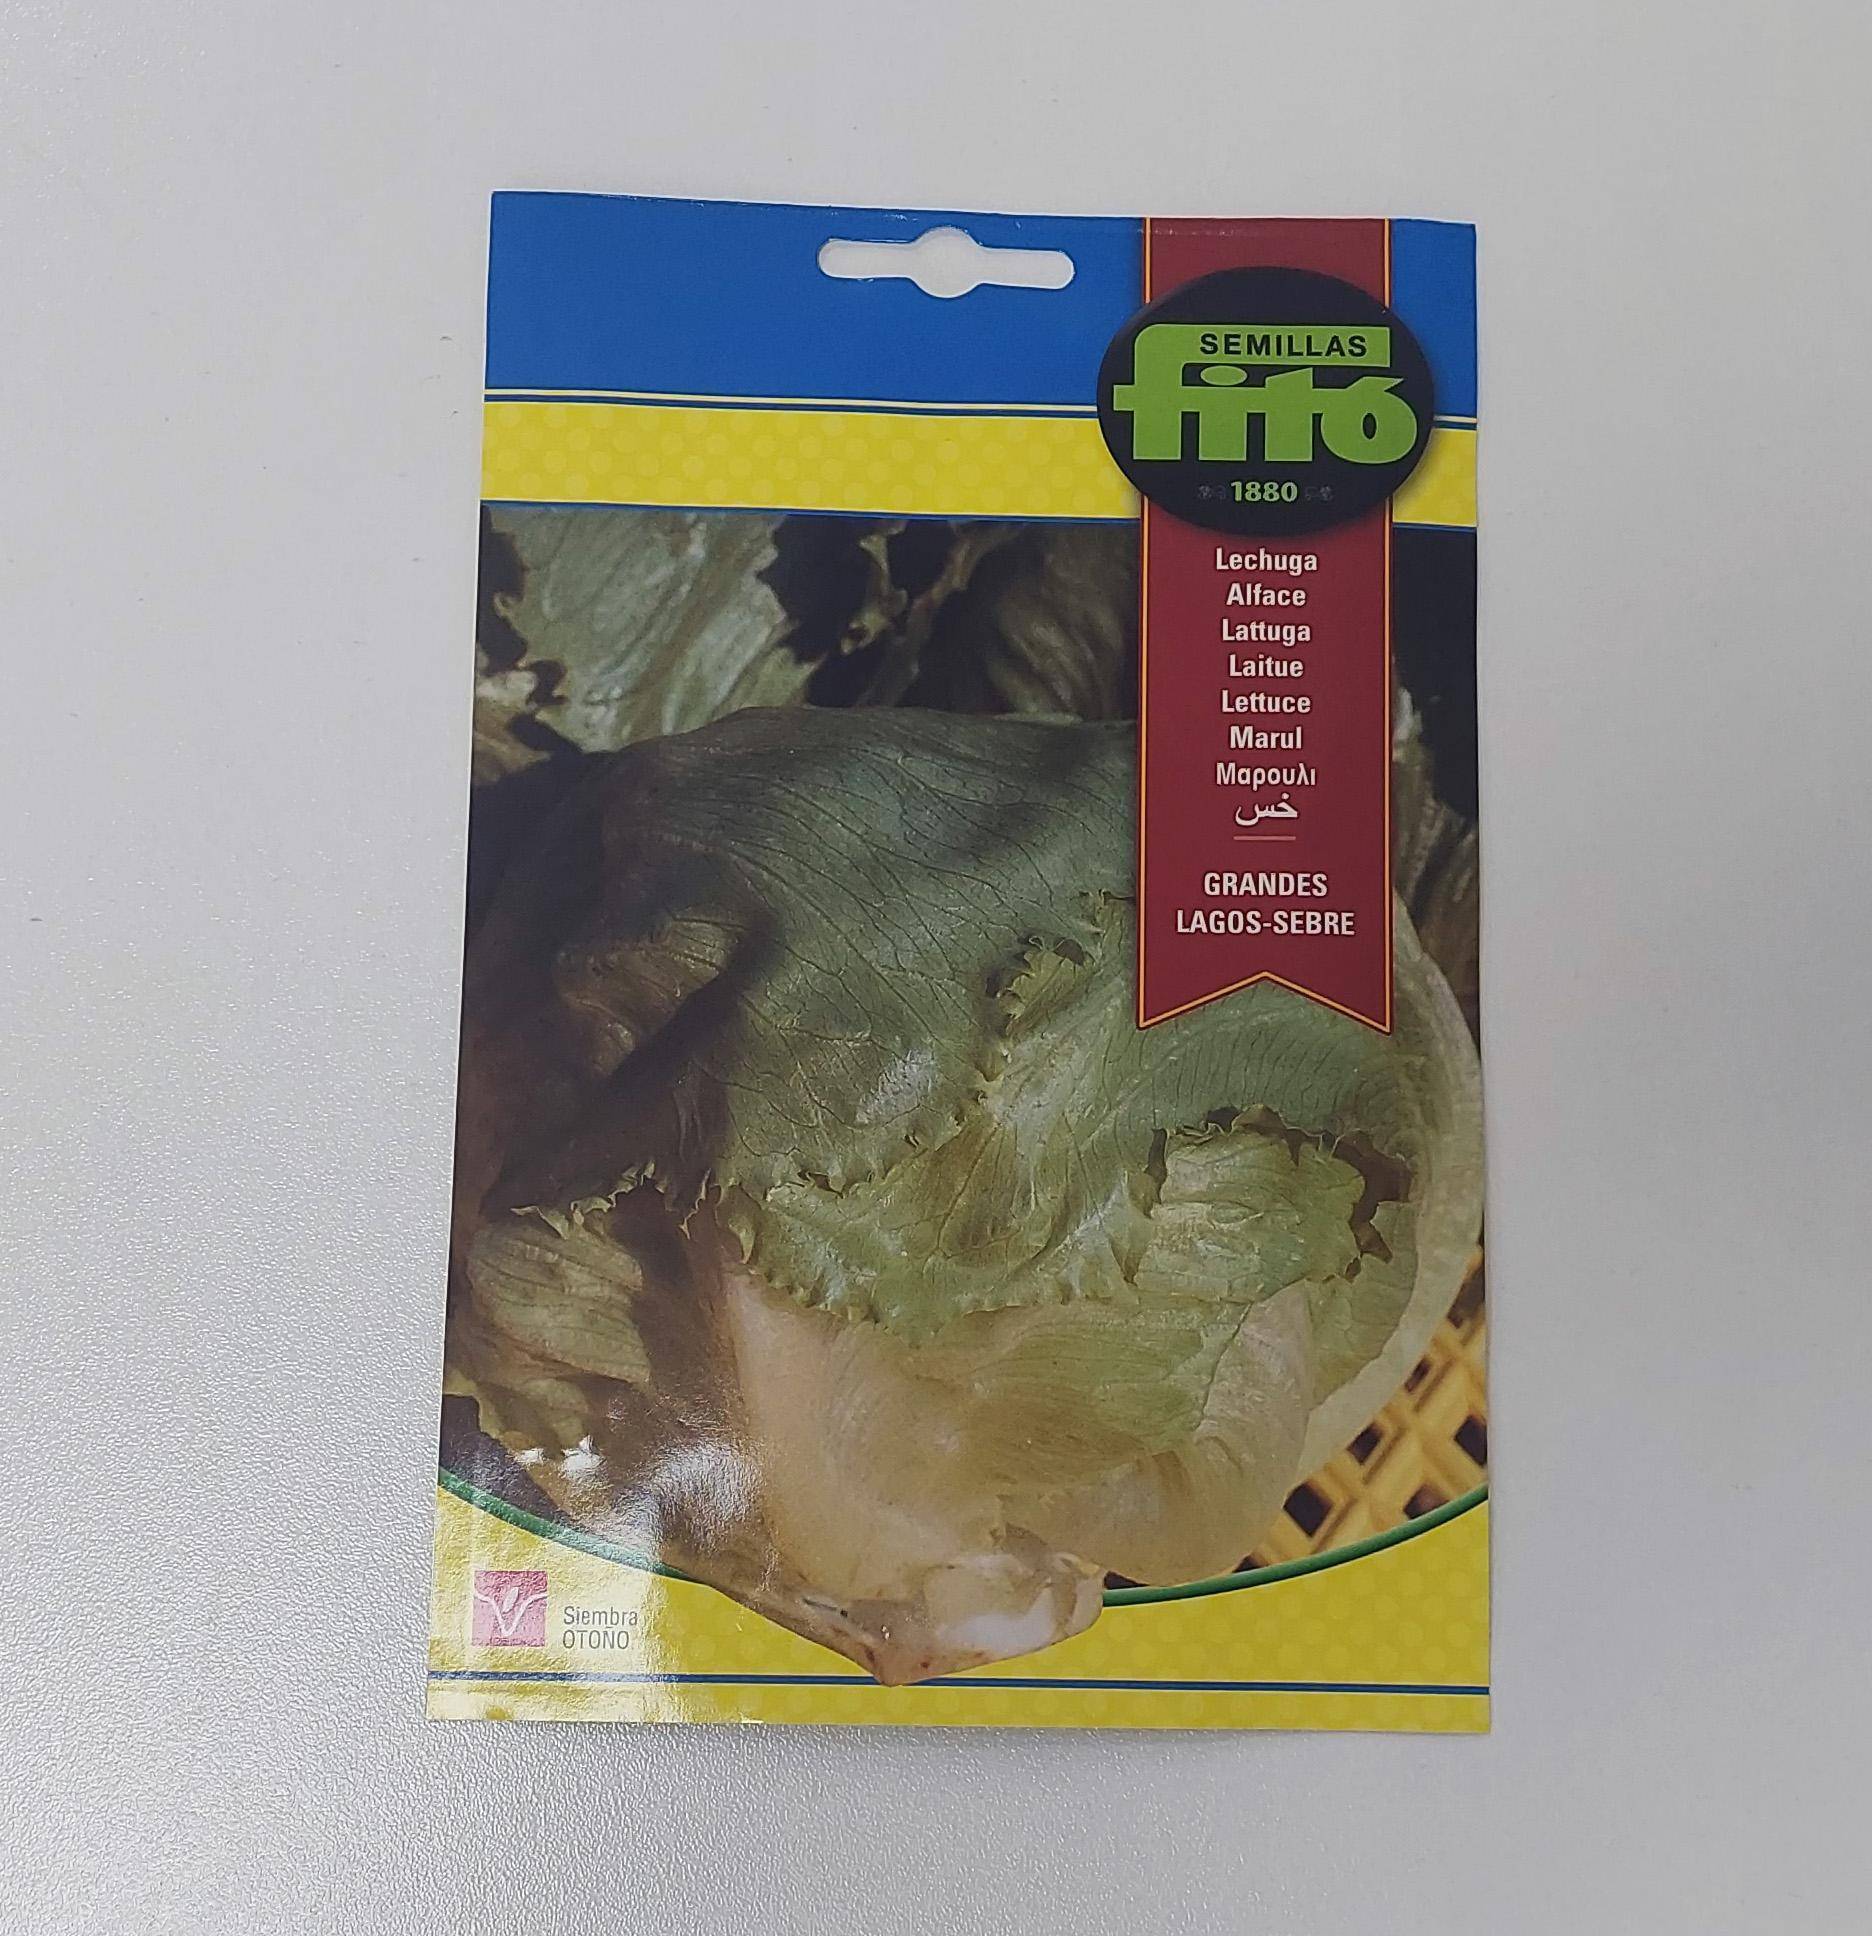 SEMILLAS
fitó
1880
Lechuga
Alface
Lattuga
Laitue
Lettuce
Marul
Μαρουλι
خس
GRANDES
LAGOS-SEBRE
Siembra
OTOÑO